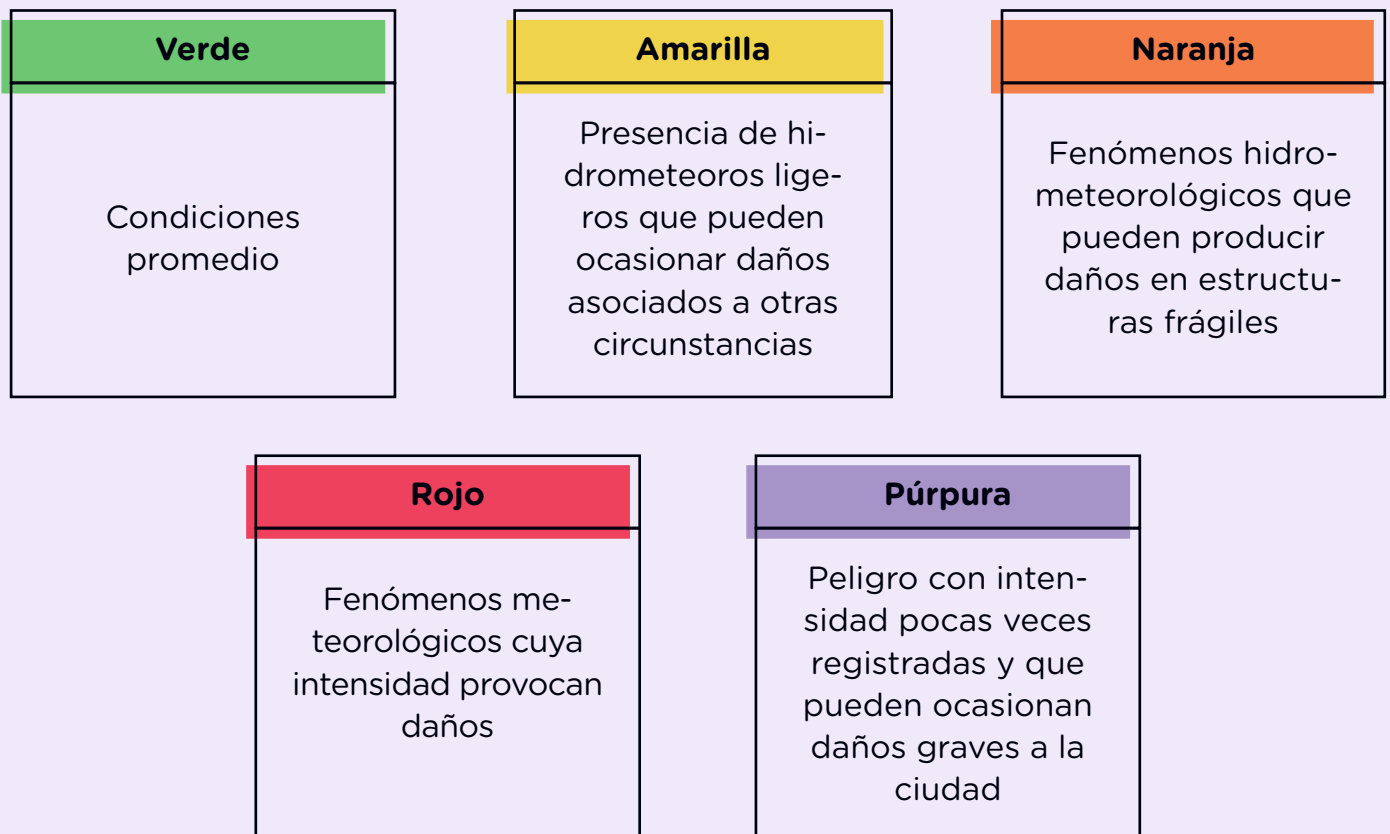 Verde
Condiciones
promedio
Amarilla
Presencia de hi-
drometeoros lige-
ros que pueden
ocasionar daños
asociados a otras
circunstancias
Naranja
Fenómenos hidro-
meteorológicos que
pueden producir
daños en estructu-
ras frágiles
Rojo
Fenómenos me-
teorológicos cuya
intensidad provocan
daños
Púrpura
Peligro con inten-
sidad pocas veces
registradas y que
pueden ocasionan
daños graves a la
ciudad